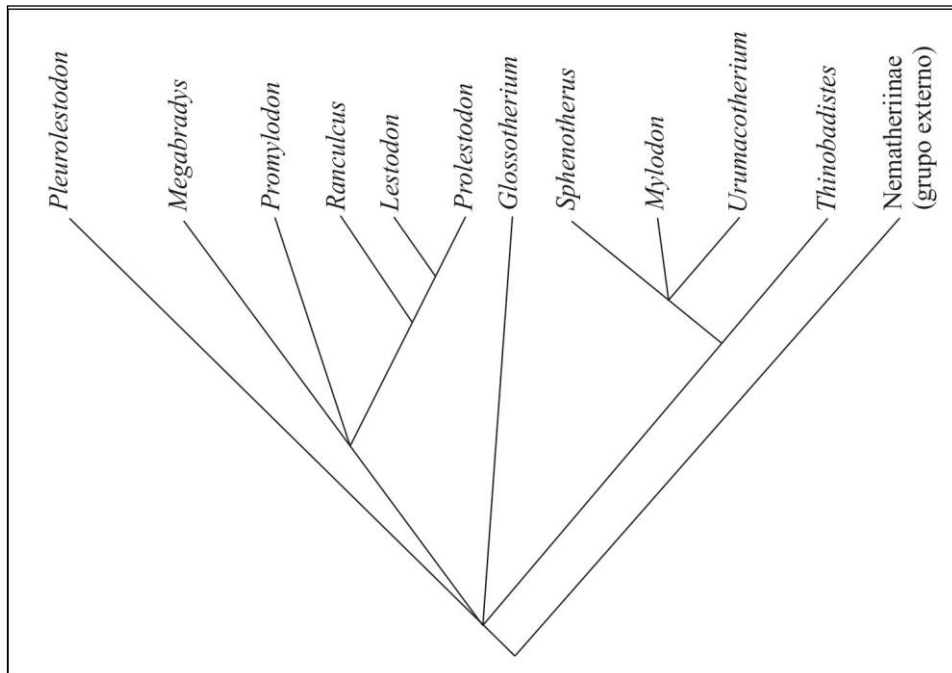 Pleurolestodon
Megabradys
Promylodon
Ranculcus
Lestodon
Prolestodon
Glossotherium
Sphenotherus
Mylodon
Urumacotherium
Thinobadistes
Nematheriinae
(grupo externo)